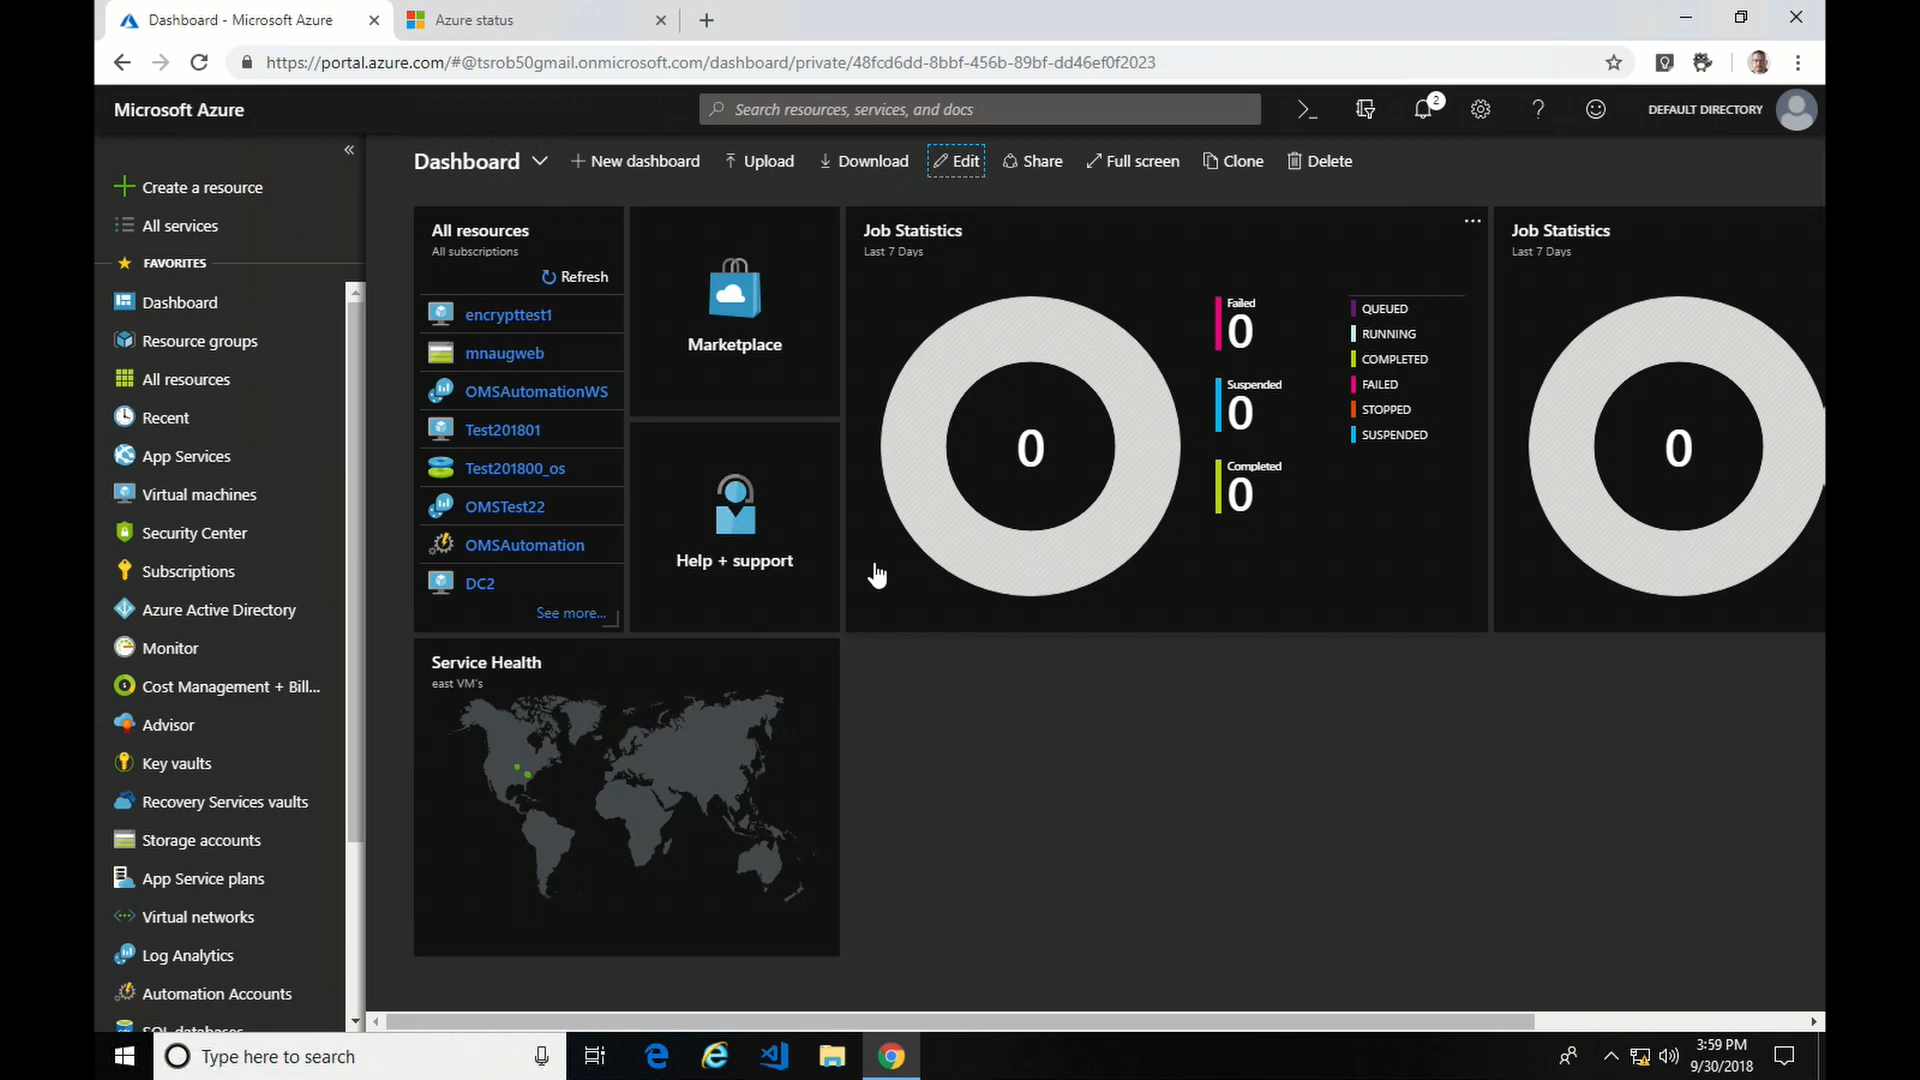 Dashboard - Microsoft Azure
Azure status
https://portal.azure.com/#@tsrob50gmail.onmicrosoft.com/dashboard/private/48fcd6dd-8bbf-456b-89bf-dd46ef0f2023
Microsoft Azure
Search resources, services, and docs
2
DEFAULT DIRECTORY
Dashboard
New dashboard
Upload
Download
Edit
Share
Full screen
Clone
Delete
Create a resource
All services
FAVORITES
Dashboard
Resource groups
All resources
Recent
App Services
Virtual machines
Security Center
Subscriptions
Azure Active Directory
Monitor
Cost Management + Bill...
Advisor
Key vaults
Recovery Services vaults
Storage accounts
App Service plans
Virtual networks
Log Analytics
Automation Accounts
SQL databases
All resources
All subscriptions
Refresh
encrypttest1
mnaugweb
OMSAutomationWS
Test201801
Test201800_os
OMSTest22
OMSAutomation
DC2
See more...
Marketplace
Help + support
Job Statistics
Last 7 Days
0
Failed
0
Suspended
0
Completed
0
QUEUED
RUNNING
COMPLETED
FAILED
STOPPED
SUSPENDED
Job Statistics
Last 7 Days
0
Service Health
east VM's
Type here to search
3:59 PM
9/30/2018